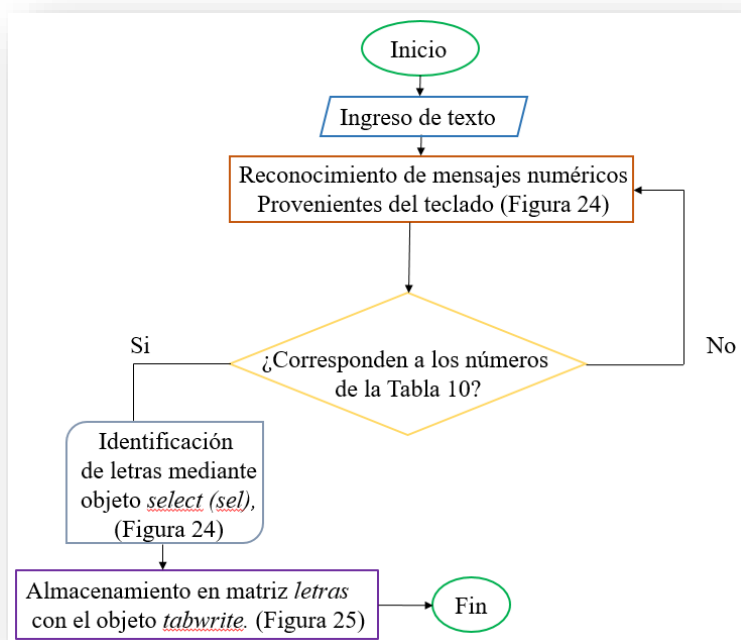 Inicio
Ingreso de texto
Reconocimiento de mensajes numéricos
Provenientes del teclado (Figura 24)
Si
No
¿Corresponden a los números
de la Tabla 10?
Identificación
de letras mediante
objeto select (sel),
(Figura 24)
Almacenamiento en matriz letras
con el objeto tabwrite. (Figura 25)
Fin